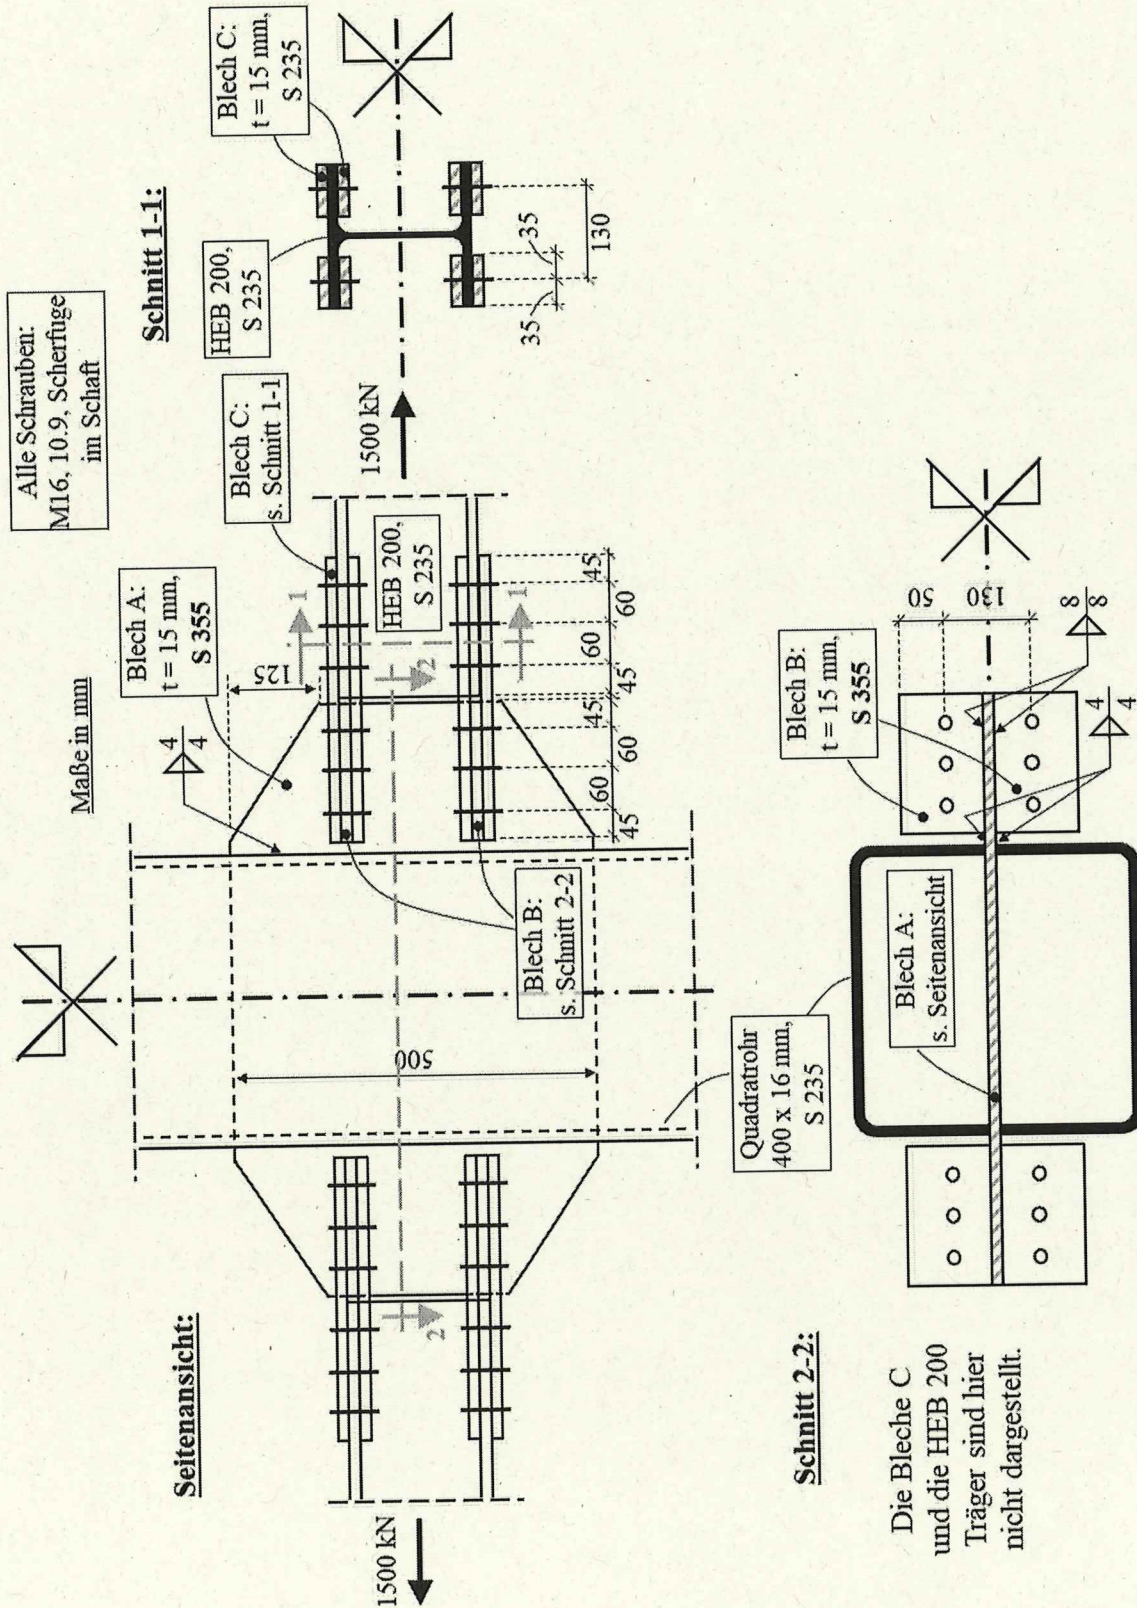 Alle Schrauben:
M16, 10.9, Scherfuge
im Schaft
Maße in mm
Seitenansicht:
Blech A:
t = 15 mm,
S 355
Blech C:
s. Schnitt 1-1
Schnitt 1-1:
HEB 200,
S 235
Blech C:
t = 15 mm,
S 235
4
4
125
1
1
2
2
HEB 200,
S 235
1500 kN
1500 kN
500
Blech B:
s. Schnitt 2-2
45
60
60
45
45
60
60
45
35
35
130
Quadratrohr
400 x 16 mm,
S 235
Schnitt 2-2:
Die Bleche C
und die HEB 200
Träger sind hier
nicht dargestellt.
Blech A:
s. Seitenansicht
Blech B:
t = 15 mm,
S 355
50
130
8
8
4
4